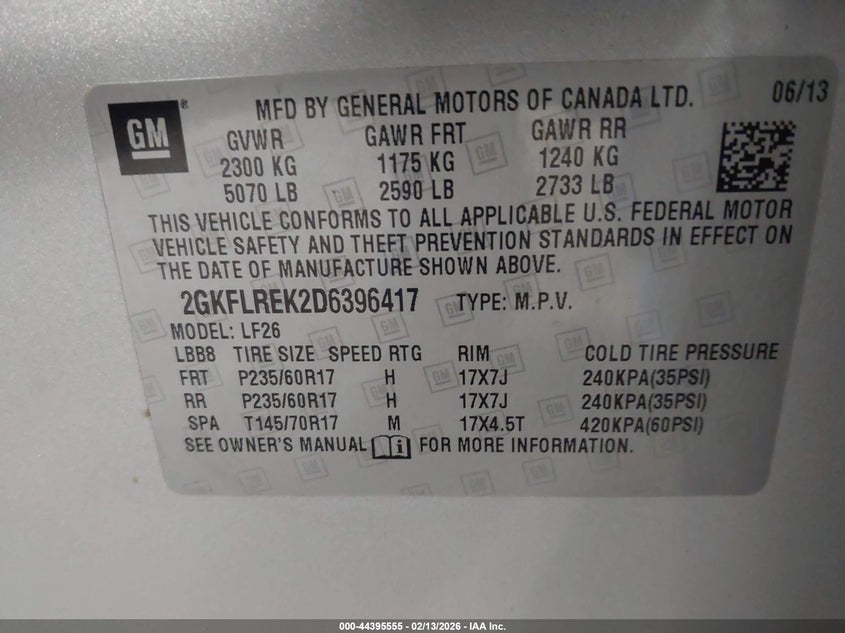 GM ® MFD BY GENERAL MOTORS OF CANADA LTD. 06/13
GVWR GAWR FRT GAWR RR
2300 KG 1175 KG 1240 KG
5070 LB 2590 LB 2733 LB
THIS VEHICLE CONFORMS TO ALL APPLICABLE U.S. FEDERAL MOTOR
VEHICLE SAFETY AND THEFT PREVENTION STANDARDS IN EFFECT ON
THE DATE OF MANUFACTURE SHOWN ABOVE.
2GKFLREK2D6396417 TYPE: M.P.V.
MODEL: LF26
LBB8 TIRE SIZE SPEED RTG RIM COLD TIRE PRESSURE
FRT P235/60R17 H 17X7J 240KPA(35PSI)
RR P235/60R17 H 17X7J 240KPA(35PSI)
SPA T145/70R17 M 17X4.5T 420KPA(60PSI)
SEE OWNER'S MANUAL i FOR MORE INFORMATION.
000-44395555 - 02/13/2026 - IAA Inc.